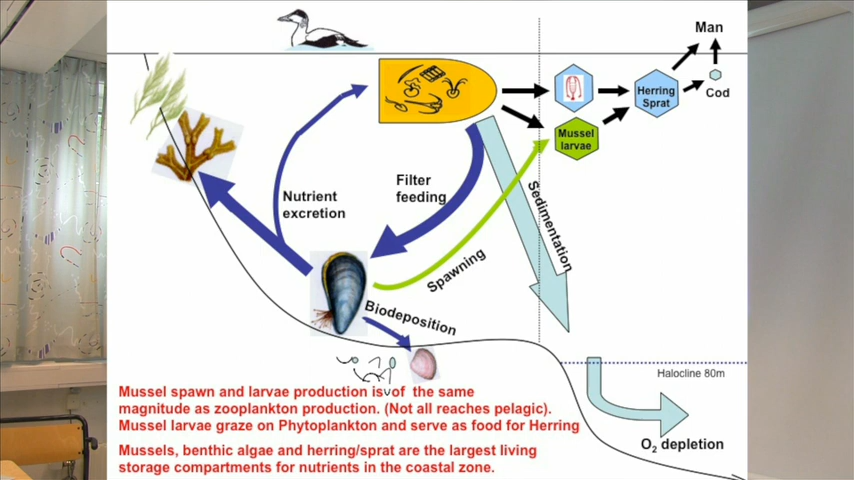 Man
Cod
Herring
Sprat
Mussel
larvae
Nutrient
excretion
Filter
feeding
Sedimentation
Spawning
Biodeposition
Halocline 80m
O₂ depletion
Mussel spawn and larvae production is of the same
magnitude as zooplankton production. (Not all reaches pelagic).
Mussel larvae graze on Phytoplankton and serve as food for Herring
Mussels, benthic algae and herring/sprat are the largest living
storage compartments for nutrients in the coastal zone.